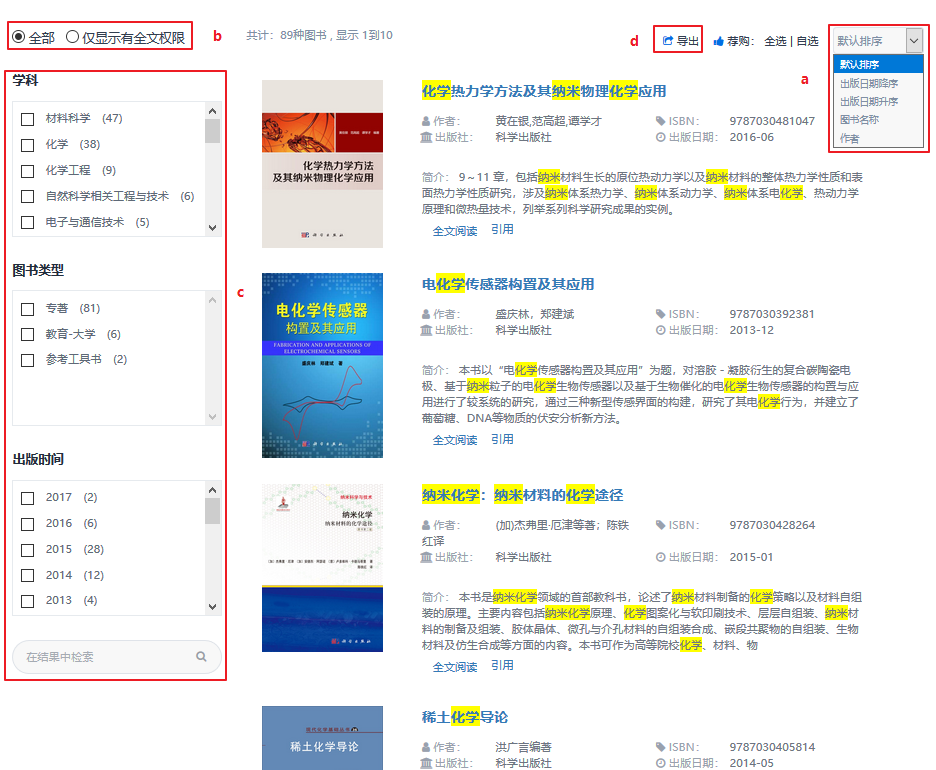 全部 仅显示有全文权限 b 共计：89种图书 , 显示 1到10 d 导出 荐购： 全选 | 自选 默认排序
默认排序
出版日期降序
出版日期升序
图书名称
作者
a
学科
材料科学 (47)
化学 (38)
化学工程 (9)
自然科学相关工程与技术 (6)
电子与通信技术 (5)
图书类型
专著 (81)
教育-大学 (6)
参考工具书 (2)
c
出版时间
2017 (2)
2016 (6)
2015 (28)
2014 (12)
2013 (4)
在结果中检索
化学热力学方法
及其纳米物理化学应用
科学出版社
化学热力学方法及其纳米物理化学应用
作者： 黄在银,范高超,谭学才 ISBN： 9787030481047
出版社： 科学出版社 出版日期： 2016-06
简介： 9～11 章，包括纳米材料生长的原位热动力学以及纳米材料的整体热力学性质和表
面热力学性质研究，涉及纳米体系热力学、纳米体系动力学、纳米体系电化学、热动力学
原理和微热量技术，列举系列科学研究成果的实例。
全文阅读 引用
电化学传感器
构置及其应用
FABRICATION AND APPLICATIONS OF
ELECTROCHEMICAL SENSORS
盛庆林 郑建斌 著
科学出版社
电化学传感器构置及其应用
作者： 盛庆林，郑建斌 ISBN： 9787030392381
出版社： 科学出版社 出版日期： 2013-12
简介： 本书以“电化学传感器构置及其应用”为题，对溶胶－凝胶衍生的复合碳陶瓷电
极、基于纳米粒子的电化学生物传感器以及基于生物催化的电化学生物传感器的构置与应
用进行了较系统的研究，通过三种新型传感界面的构建，研究了其电化学行为，并建立了
葡萄糖、DNA等物质的伏安分析新方法。
全文阅读 引用
纳米科学与技术
纳米化学
纳米材料的化学途径
科学出版社
纳米化学：纳米材料的化学途径
作者： (加)杰弗里·厄津等著；陈铁 ISBN： 9787030428264
红译
出版社： 科学出版社 出版日期： 2015-01
简介： 本书是纳米化学领域的首部教科书，论述了纳米材料制备的化学策略以及材料自组
装的原理。主要内容包括纳米化学原理、化学图案化与软印刷技术、层层自组装、纳米材
料的制备及组装、胶体晶体、微孔与介孔材料的自组装合成、嵌段共聚物的自组装、生物
材料及仿生合成等方面的内容。本书可作为高等院校化学、材料、物
全文阅读 引用
现代化学基础丛书
稀土化学导论
稀土化学导论
作者： 洪广言编著 ISBN： 9787030405814
出版社： 科学出版社 出版日期： 2014-05